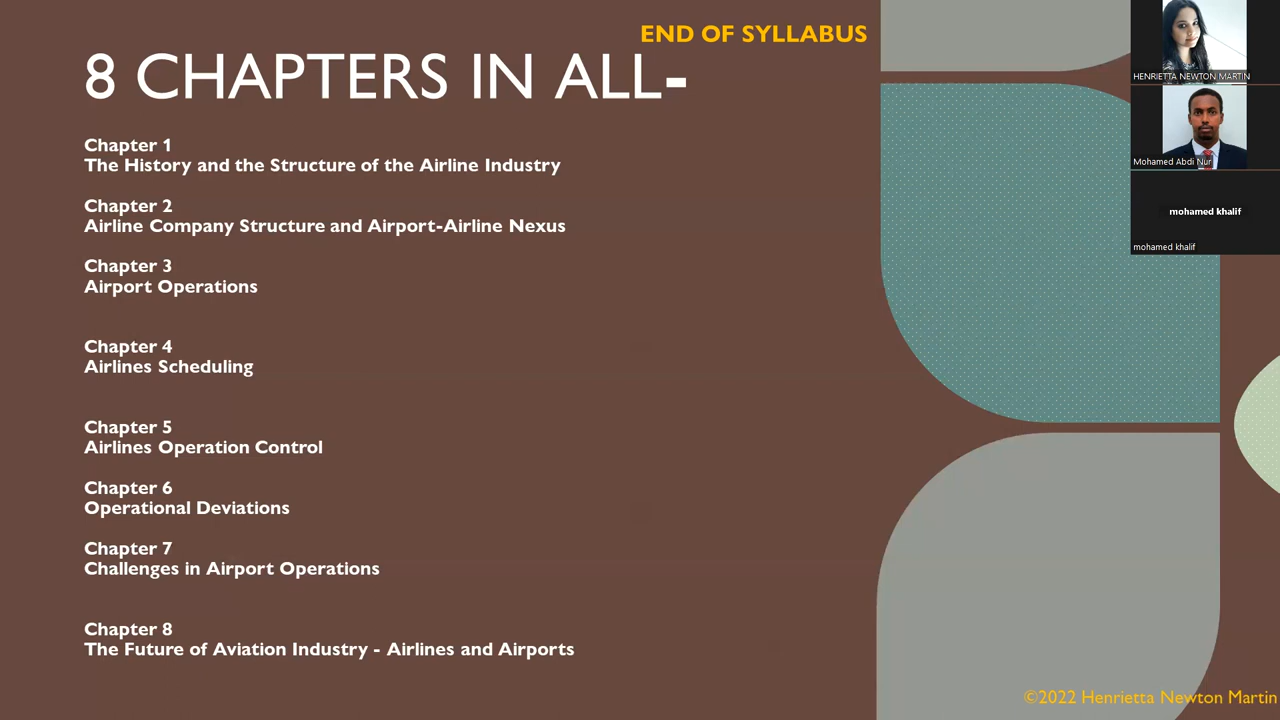 END OF SYLLABUS
8 CHAPTERS IN ALL-
Chapter 1
The History and the Structure of the Airline Industry
Chapter 2
Airline Company Structure and Airport-Airline Nexus
Chapter 3
Airport Operations
Chapter 4
Airlines Scheduling
Chapter 5
Airlines Operation Control
Chapter 6
Operational Deviations
Chapter 7
Challenges in Airport Operations
Chapter 8
The Future of Aviation Industry - Airlines and Airports
HENRIETTA NEWTON MARTIN
Mohamed Abdi Nur
mohamed khalif
mohamed khalif
©2022 Henrietta Newton Martin